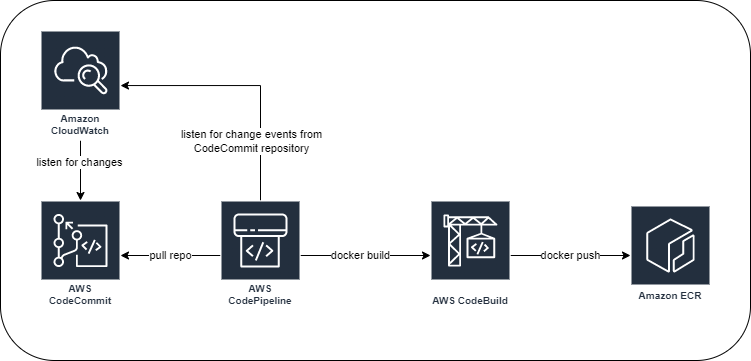 Amazon
CloudWatch
listen for change events from
CodeCommit repository
listen for changes
pull repo
docker build
docker push
AWS
CodeCommit
AWS
CodePipeline
AWS CodeBuild
Amazon ECR